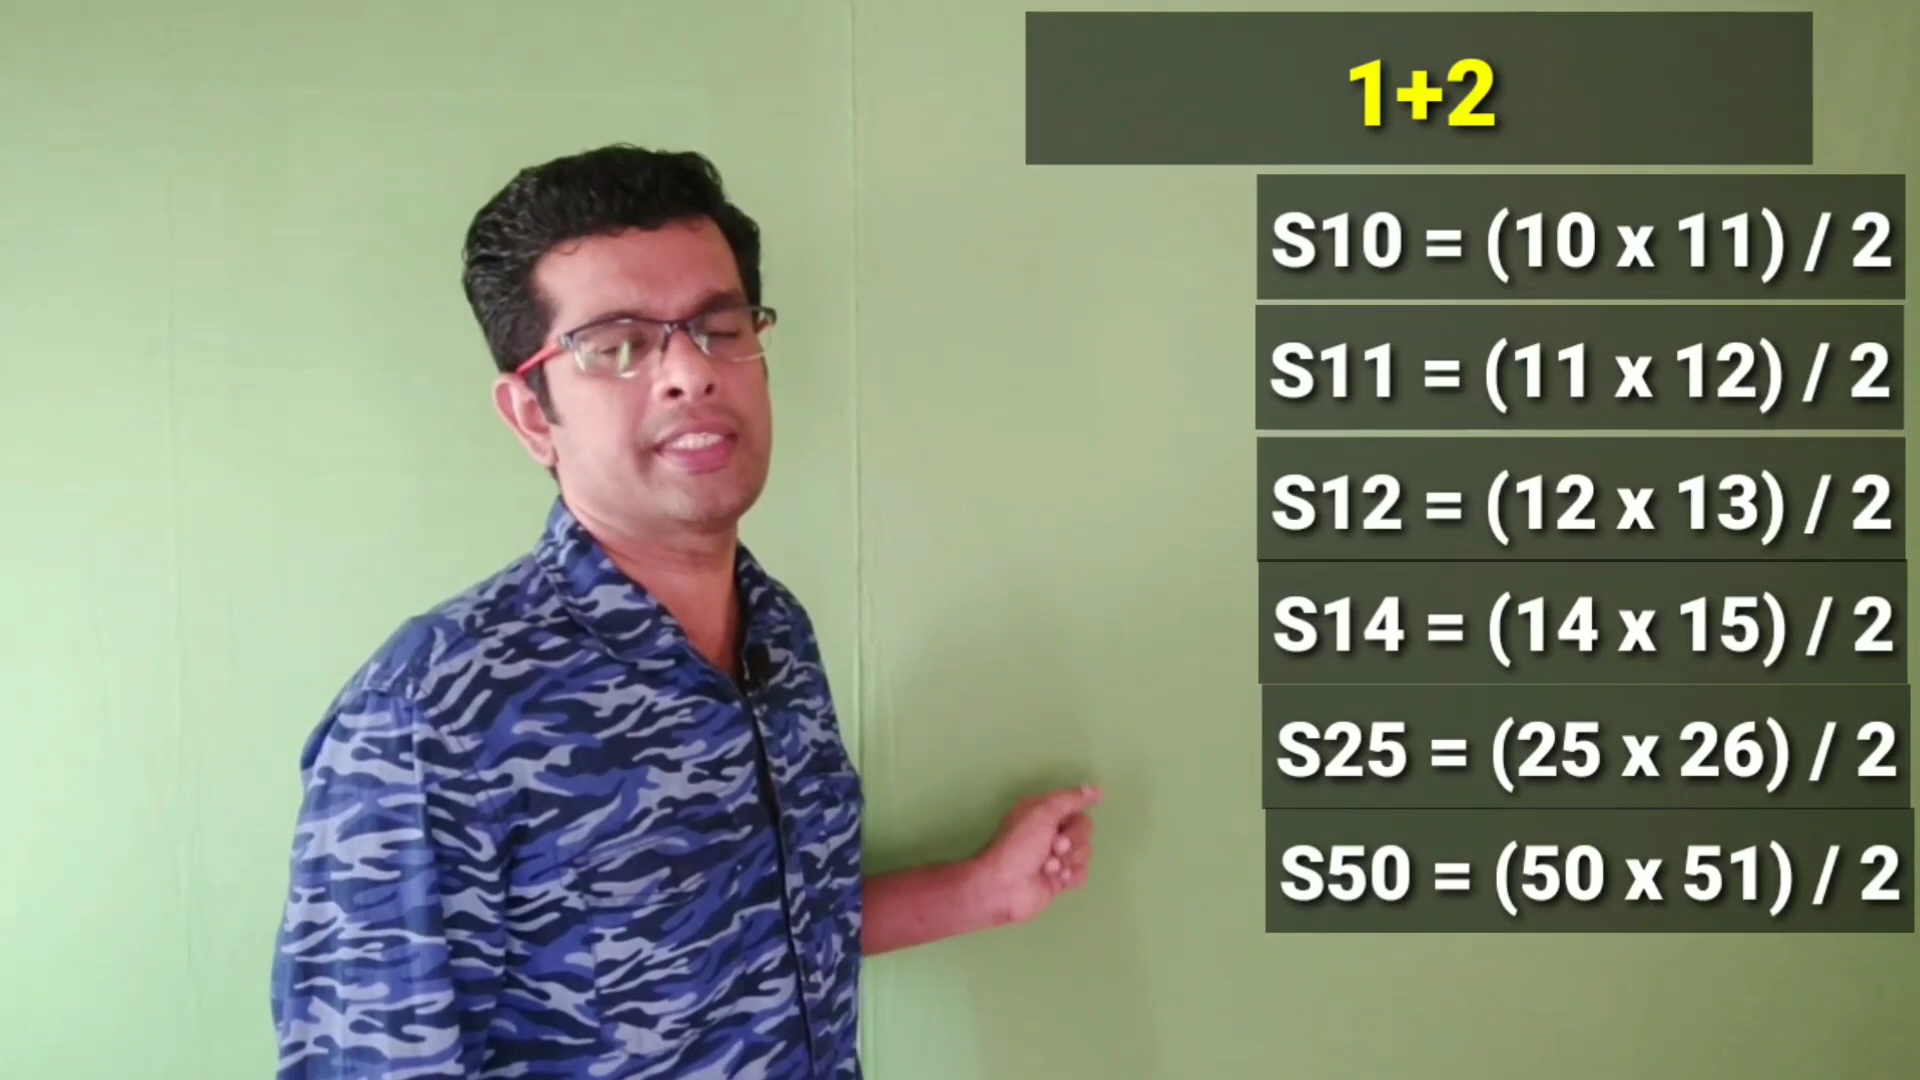 1+2
S10 = (10 x 11) / 2
S11 = (11 x 12) / 2
S12 = (12 x 13) / 2
S14 = (14 x 15) / 2
S25 = (25 x 26) / 2
S50 = (50 x 51) / 2